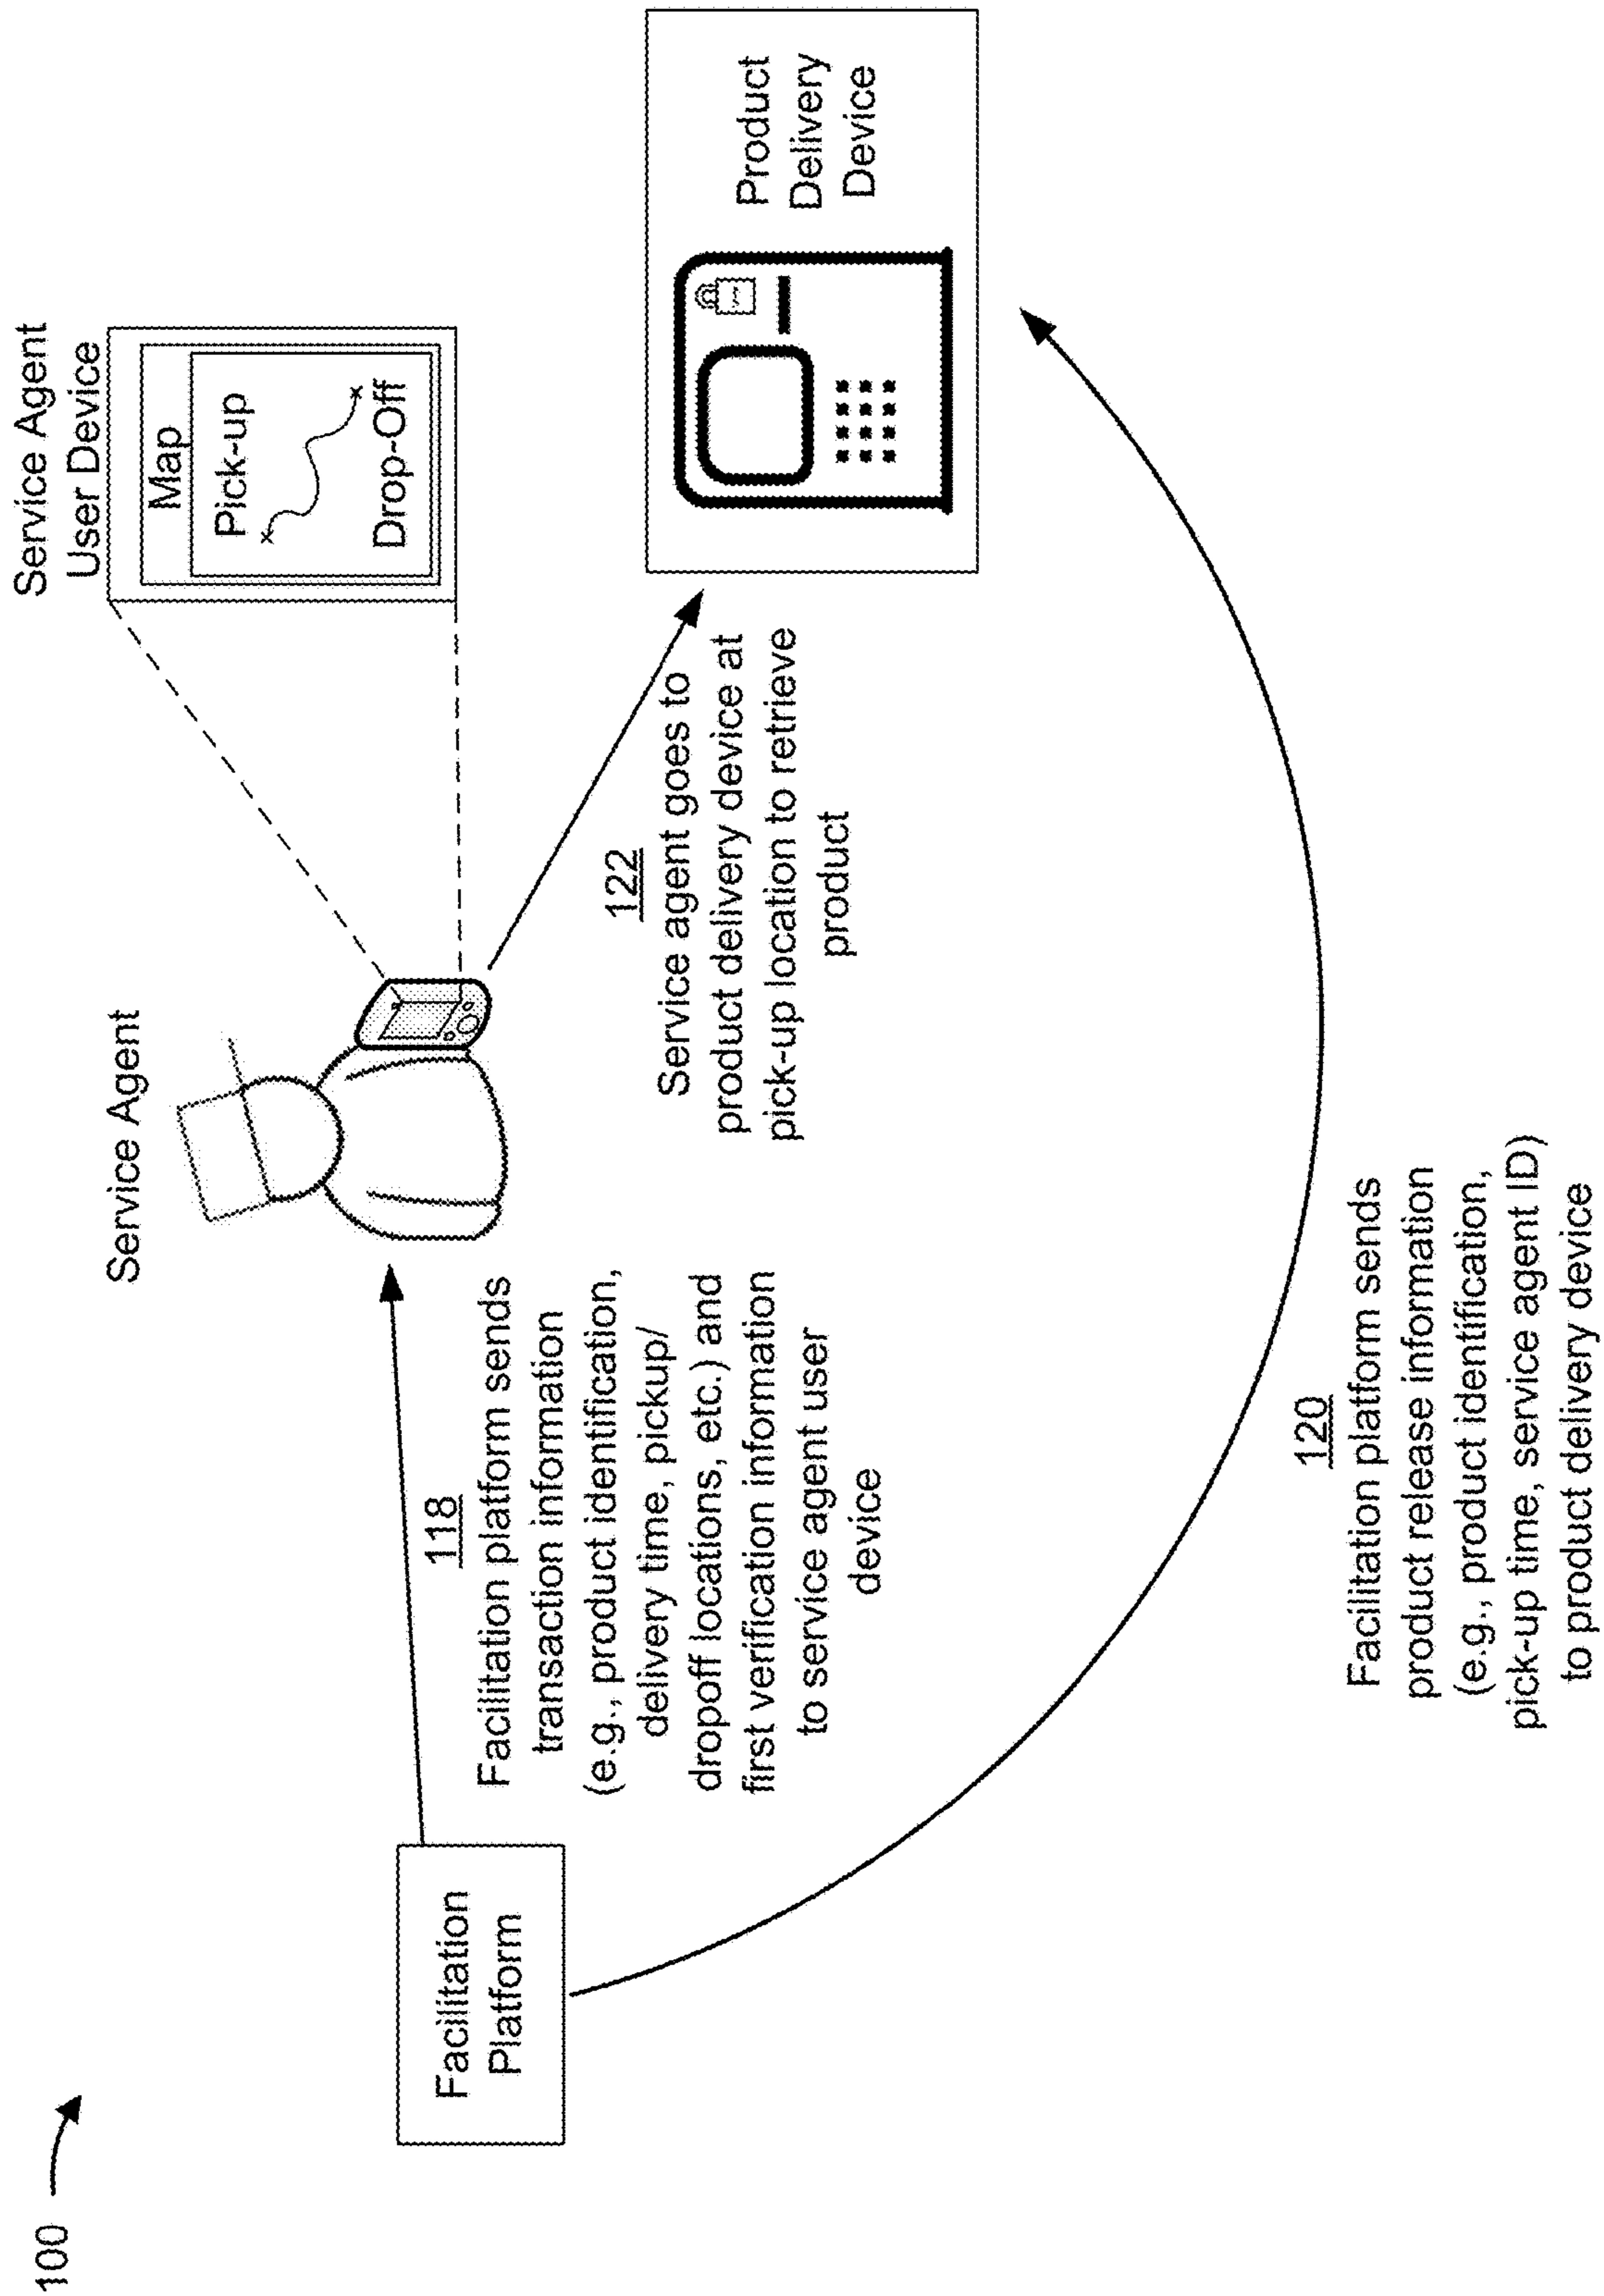 100
Facilitation
Platform
118
Facilitation platform sends
transaction information
(e.g., product identification,
delivery time, pickup/
dropoff locations, etc.) and
first verification information
to service agent user
device
Service Agent
Service Agent
User Device
Map
Pick-up
Drop-Off
122
Service agent goes to
product delivery device at
pick-up location to retrieve
product
Product
Delivery
Device
120
Facilitation platform sends
product release information
(e.g., product identification,
pick-up time, service agent ID)
to product delivery device